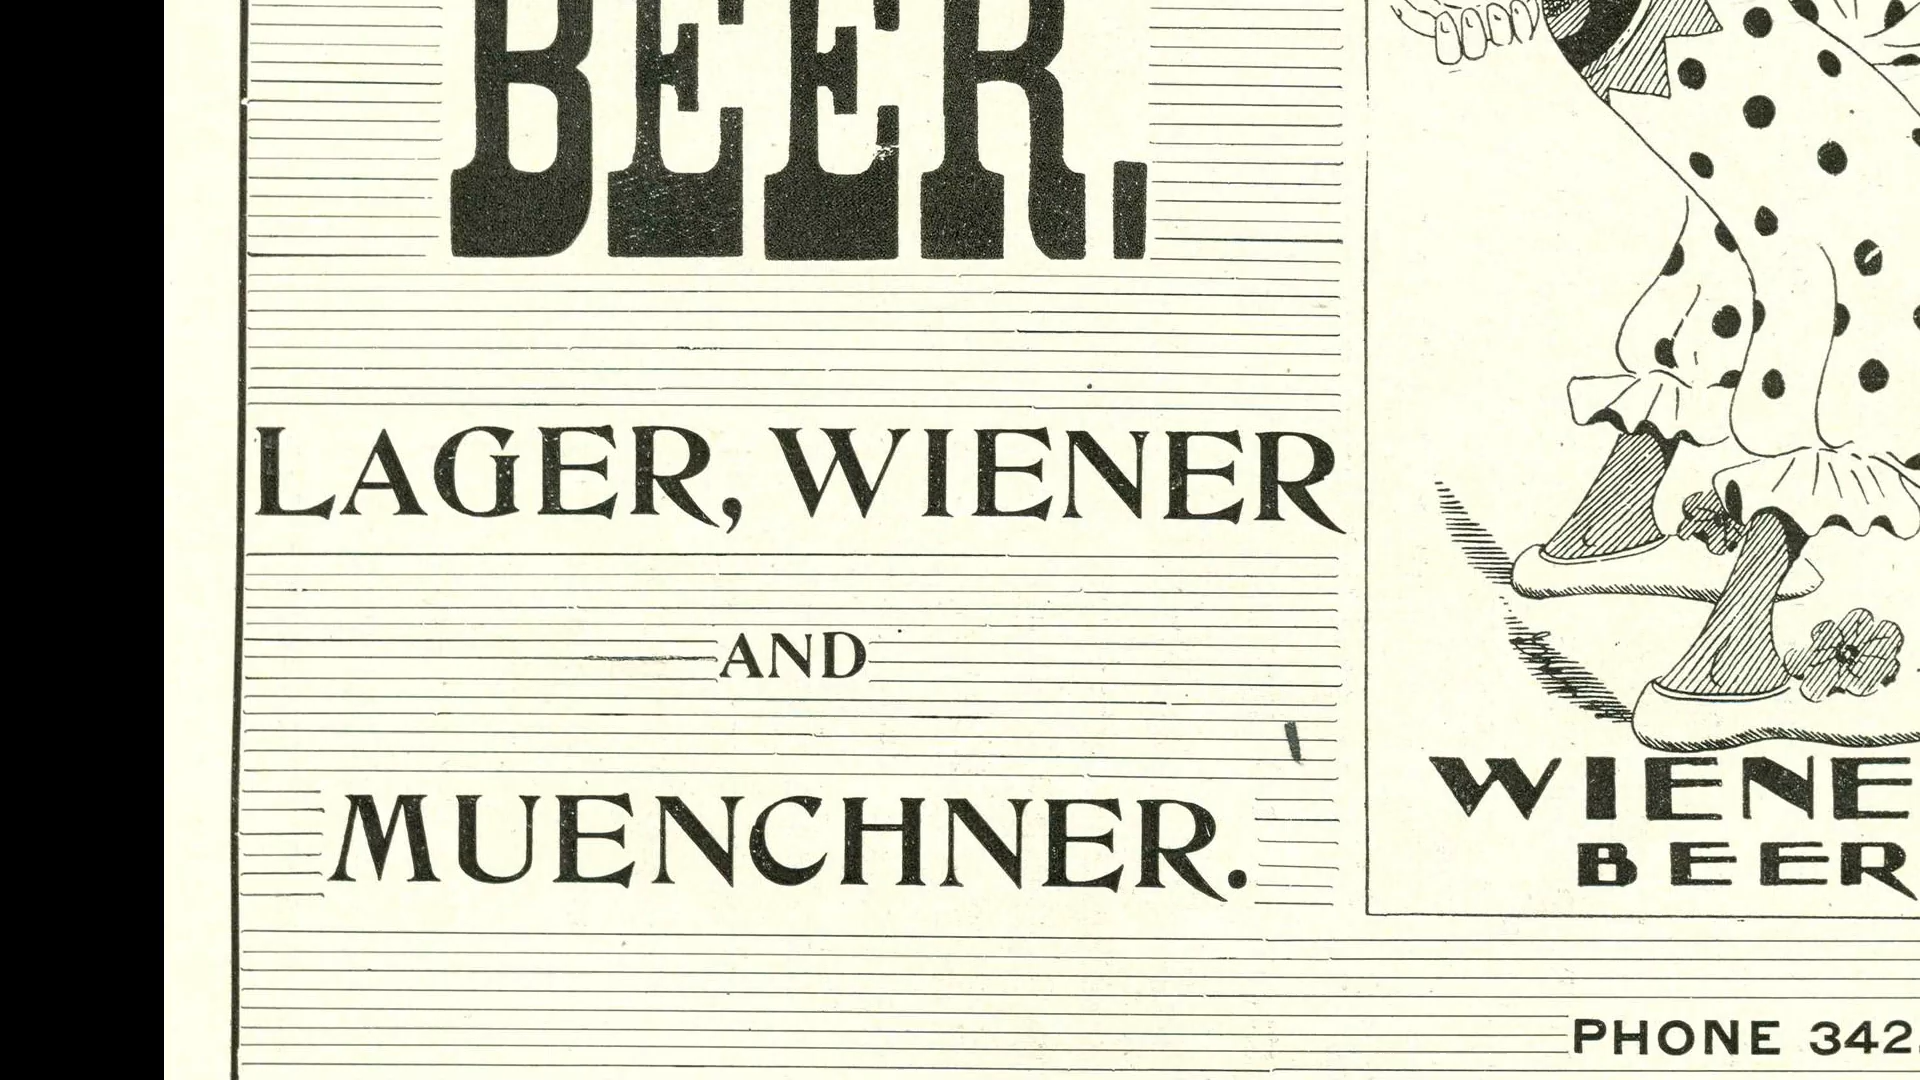 BEER.
LAGER, WIENER
AND
MUENCHNER.
WIENE
BEER
PHONE 342.